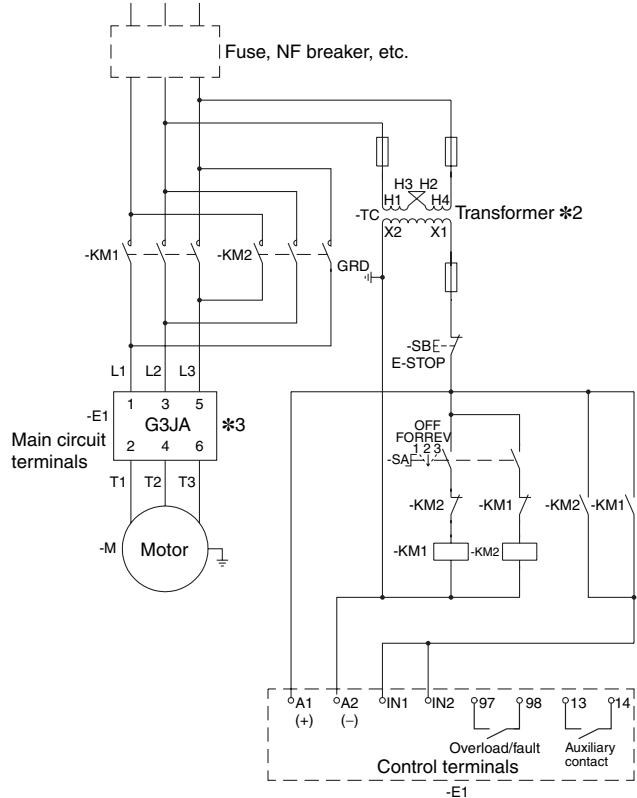 Fuse, NF breaker, etc.
H3 H2
H1 H4
-TC
Transformer *2
X2 X1
-KM1
-KM2
GRD
-SB
E-STOP
L1 L2 L3
1 3 5
-E1
G3JA
*3
Main circuit
terminals
2 4 6
OFF
FORREV
1 2 3
-SA
T1 T2 T3
-KM2
-KM1
-KM2
-KM1
-M
Motor
-KM1
-KM2
A1
A2
IN1
IN2
97
98
13
14
(+)
(−)
Overload/fault
Auxiliary
contact
Control terminals
-E1